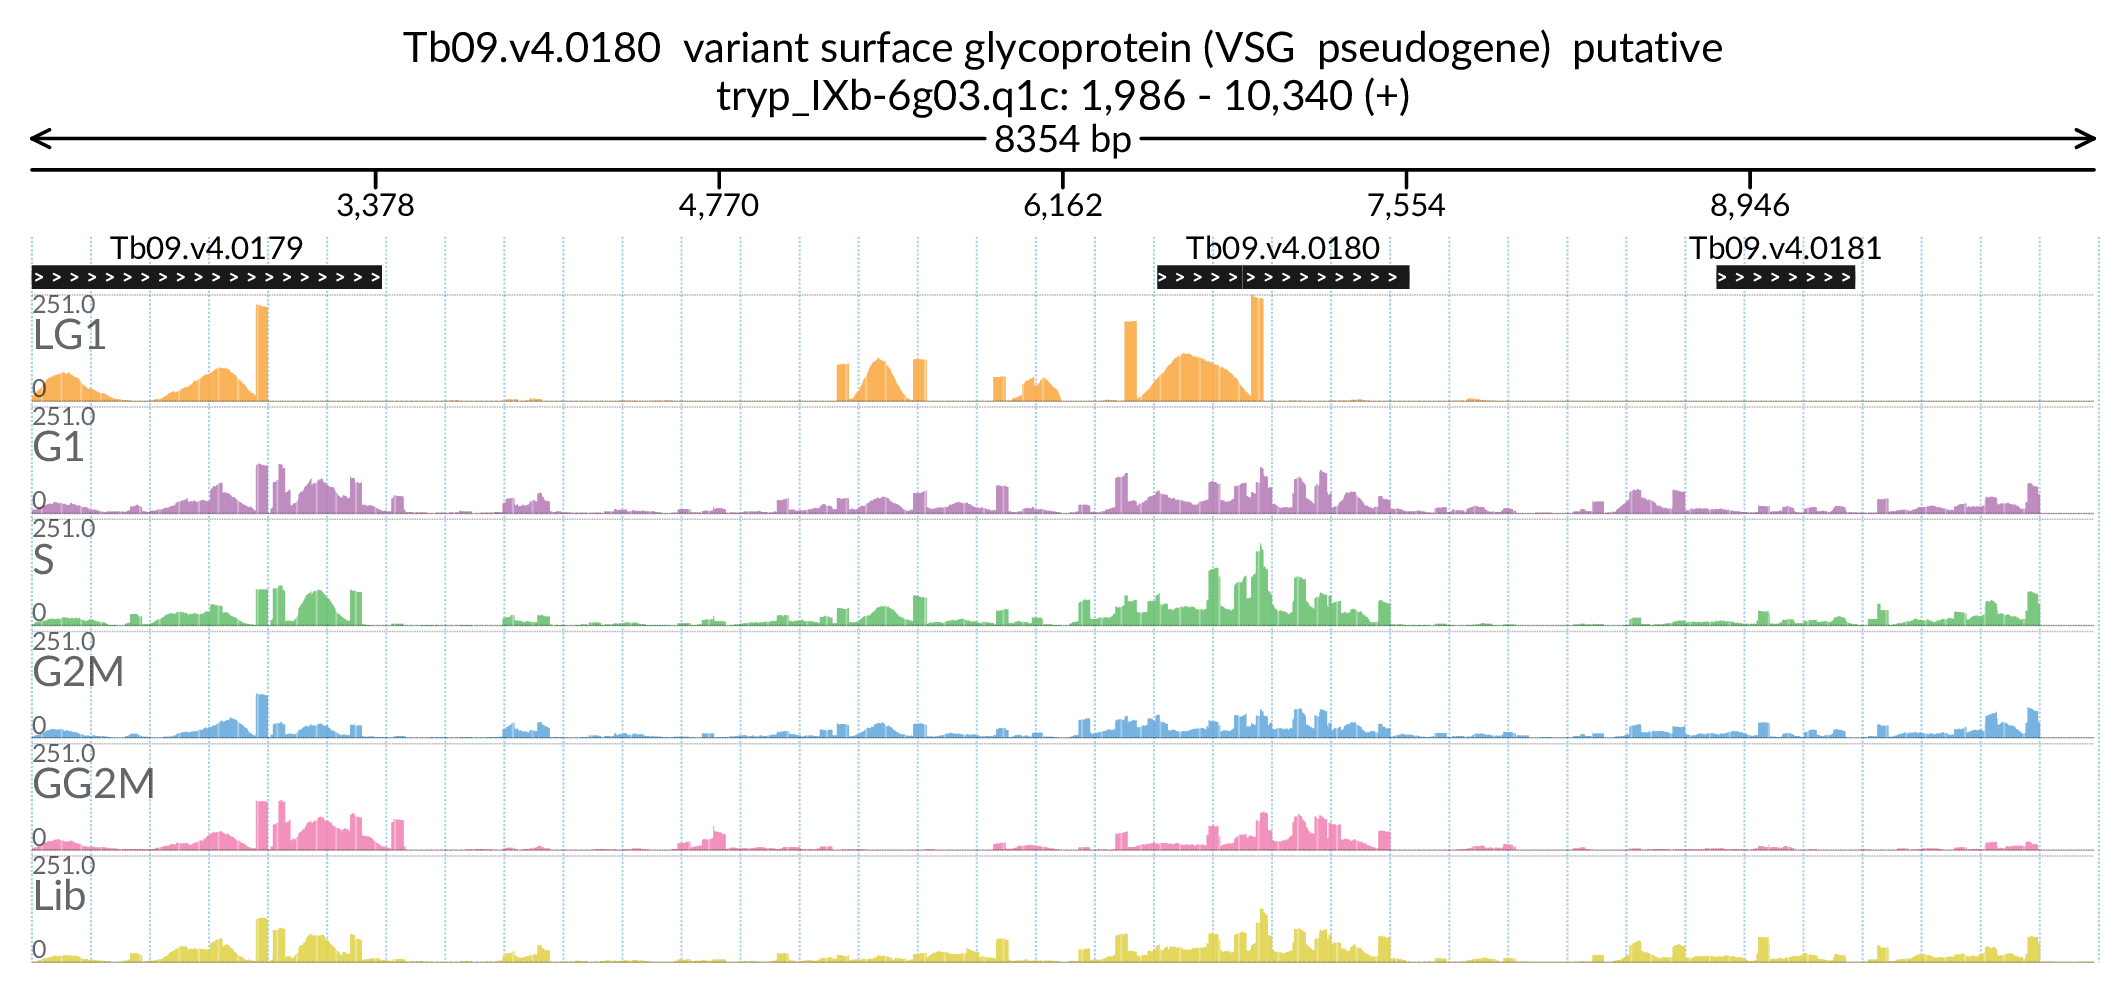 Tb09.v4.0180 variant surface glycoprotein (VSG pseudogene) putative
tryp_IXb-6g03.q1c: 1,986 - 10,340 (+)
8354 bp
3,378 4,770 6,162 7,554 8,946
Tb09.v4.0179 Tb09.v4.0180 Tb09.v4.0181
251.0
LG1
0
251.0
G1
0
251.0
S
0
251.0
G2M
0
251.0
GG2M
0
251.0
Lib
0